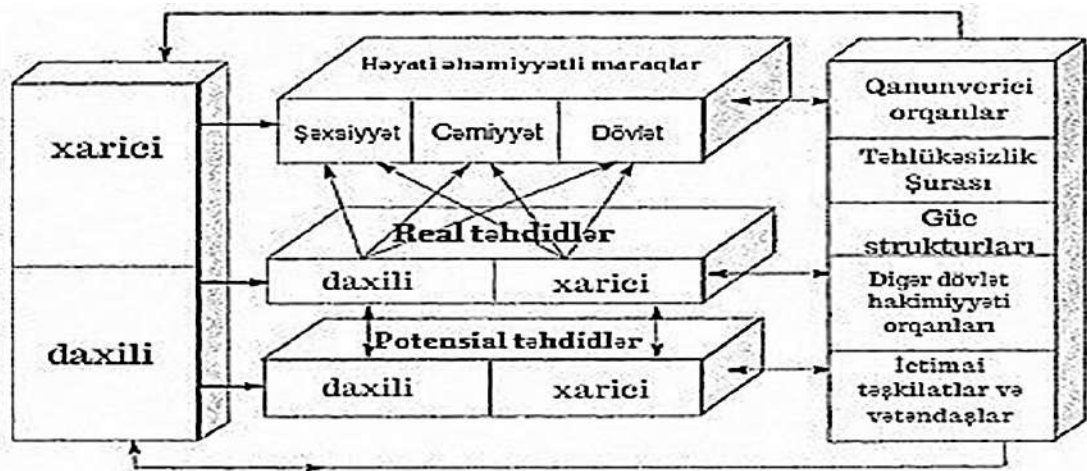 xarici
daxili
Həyati əhəmiyyətli maraqlar
Şəxsiyyət
Cəmiyyət
Dövlət
Real təhdidlər
daxili
xarici
Potensial təhdidlər
daxili
xarici
Qanunverici
orqanlar
Təhlükəsizlik
Şurası
Güc
strukturları
Digər dövlət
hakimiyyəti
orqanları
İctimai
təşkilatlar və
vətəndaşlar